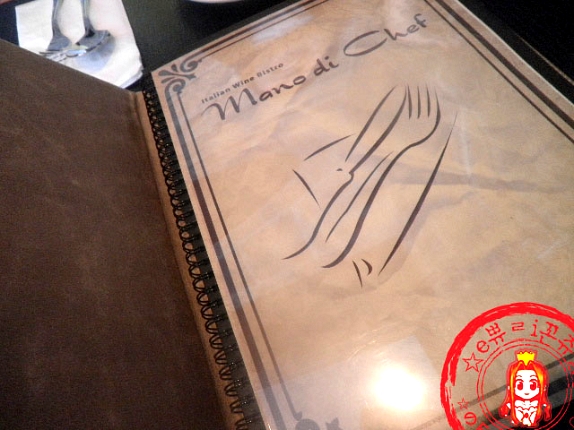 Italian Wine Bistro
Mano di Chef